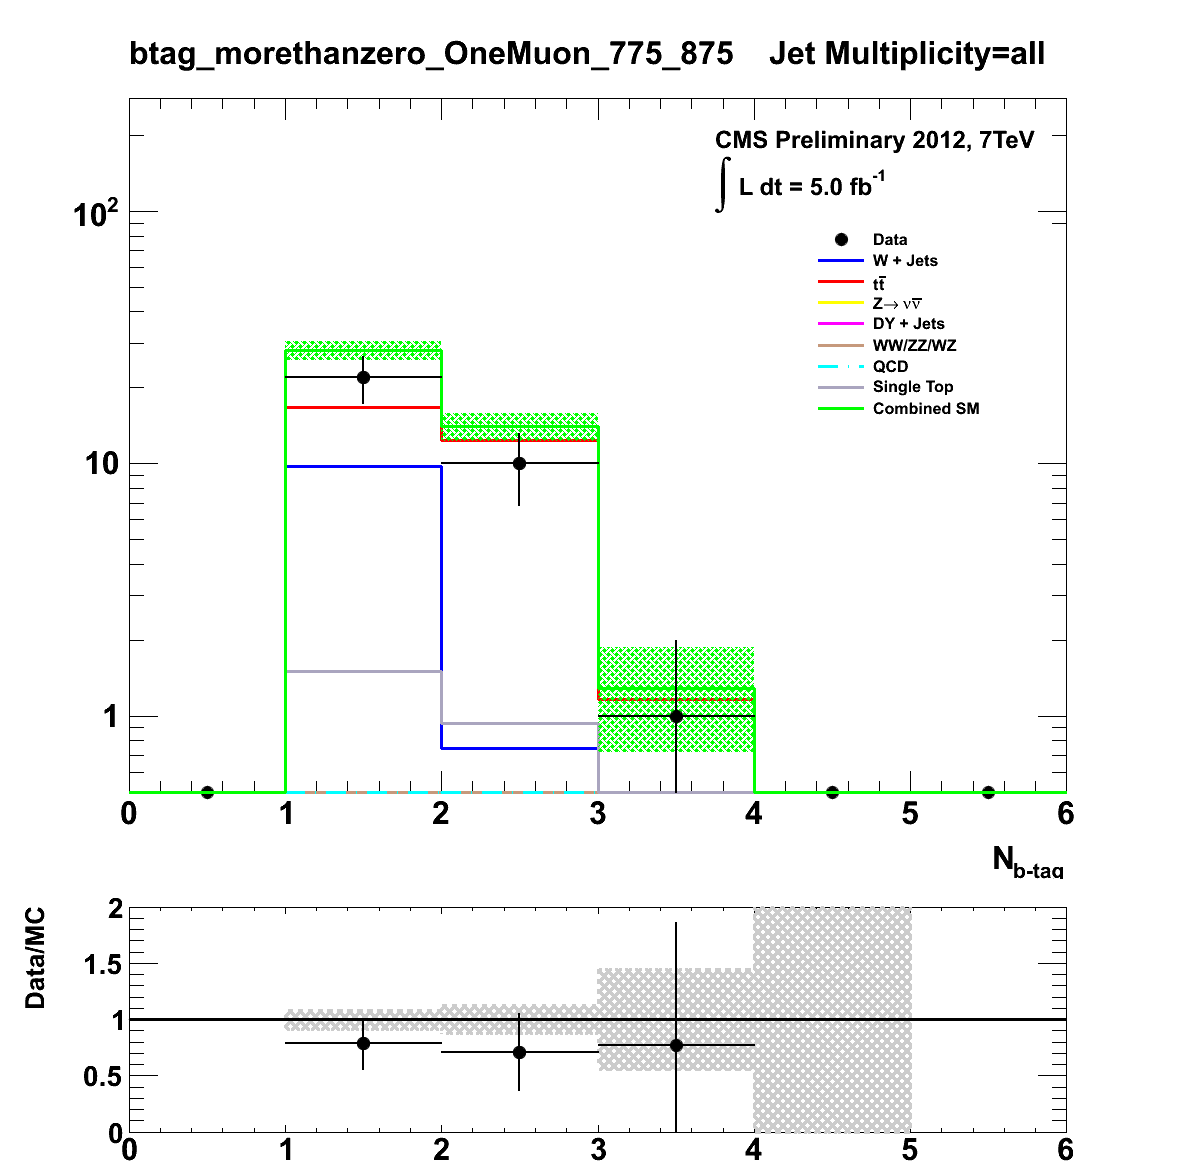 btag_morethanzero_OneMuon_775_875 Jet Multiplicity=all
CMS Preliminary 2012, 7TeV
∫ L dt = 5.0 fb⁻¹
10²
Data
W + Jets
tt̅
Z→ νν̅
DY + Jets
WW/ZZ/WZ
QCD
Single Top
Combined SM
10
1
0 1 2 3 4 5 6
N_b-tag
Data/MC
2
1.5
1
0.5
0
0 1 2 3 4 5 6